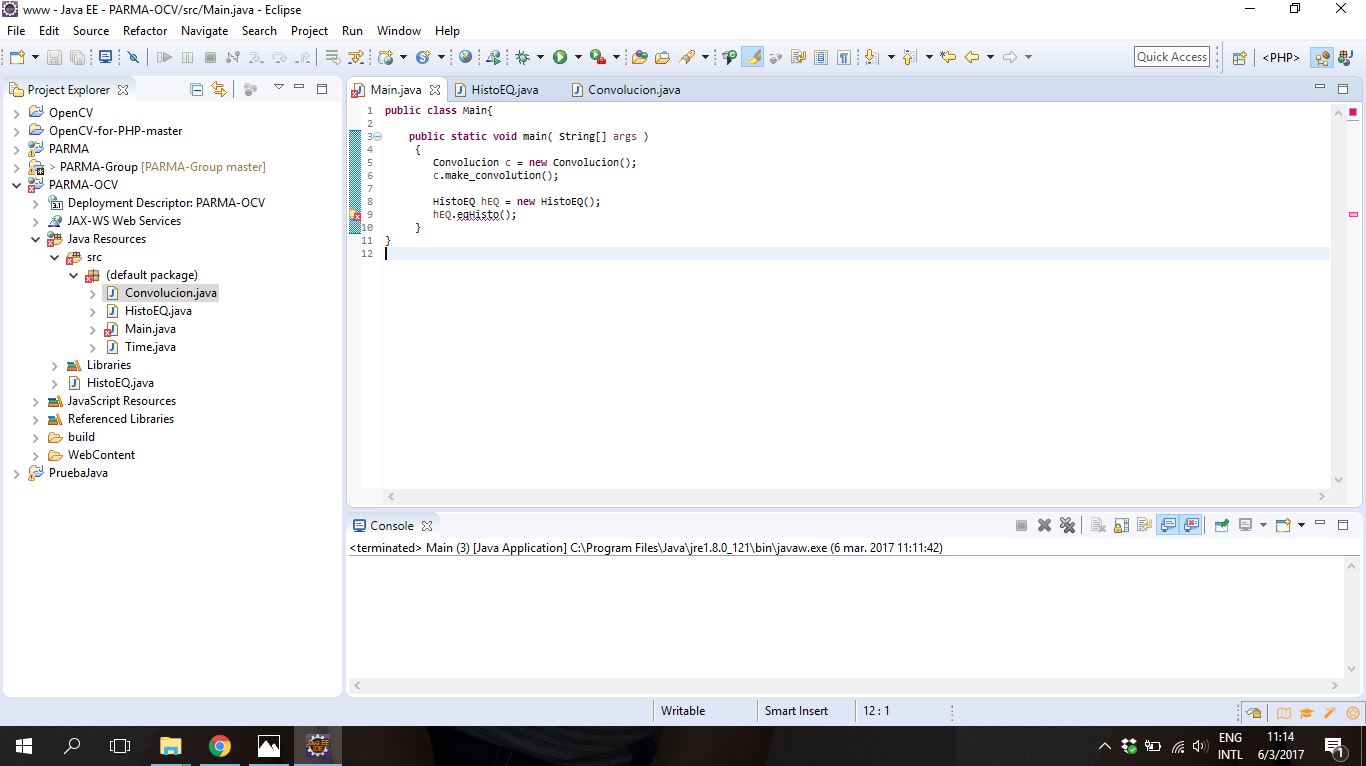 www - Java EE - PARMA-OCV/src/Main.java - Eclipse
File Edit Source Refactor Navigate Search Project Run Window Help
Quick Access <PHP>
Project Explorer
OpenCV
OpenCV-for-PHP-master
PARMA
> PARMA-Group [PARMA-Group master]
PARMA-OCV
Deployment Descriptor: PARMA-OCV
JAX-WS Web Services
Java Resources
src
(default package)
Convolucion.java
HistoEQ.java
Main.java
Time.java
Libraries
HistoEQ.java
JavaScript Resources
Referenced Libraries
build
WebContent
PruebaJava
Main.java HistoEQ.java Convolucion.java
1 public class Main{
2
3 public static void main( String[] args )
4 {
5 Convolucion c = new Convolucion();
6 c.make_convolution();
7
8 HistoEQ hEQ = new HistoEQ();
9 hEQ.eqHisto();
10 }
11 }
12
Console
<terminated> Main (3) [Java Application] C:\Program Files\Java\jre1.8.0_121\bin\javaw.exe (6 mar. 2017 11:11:42)
Writable Smart Insert 12 : 1
Java EE
IDE
ENG
INTL
11:14
6/3/2017
1